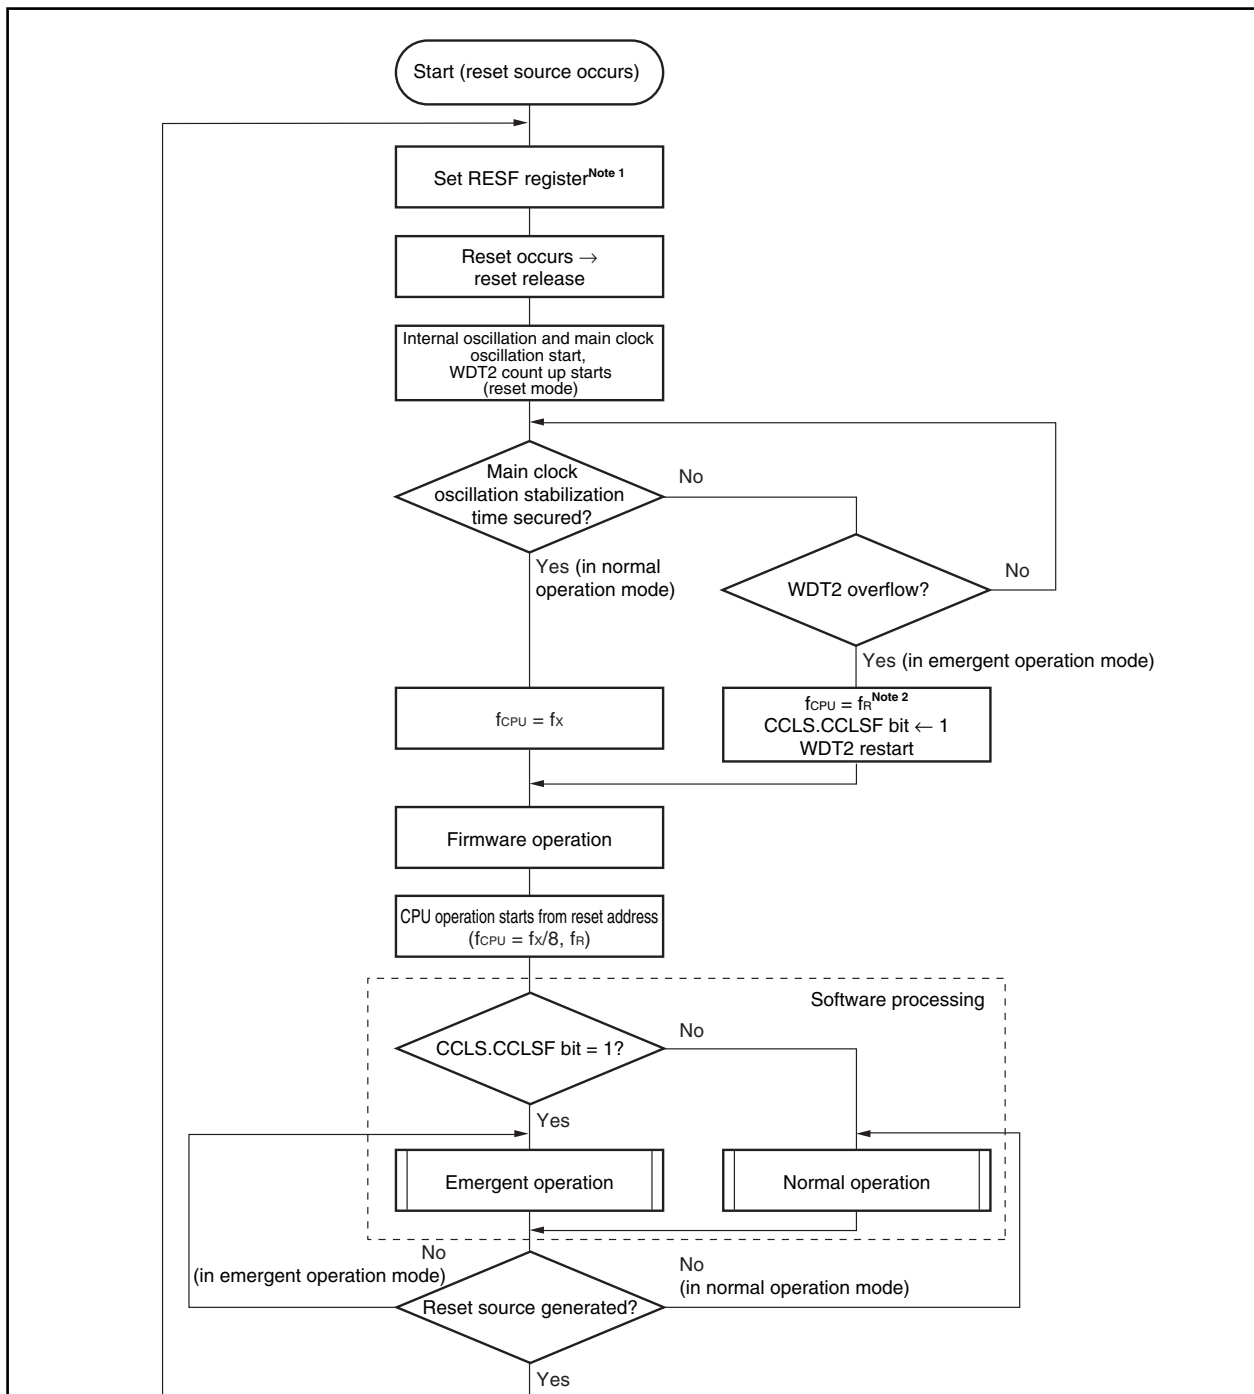 Start (reset source occurs)
Set RESF register Note 1
Reset occurs →
reset release
Internal oscillation and main clock
oscillation start,
WDT2 count up starts
(reset mode)
Main clock
oscillation stabilization
time secured?
No
Yes (in normal
operation mode)
WDT2 overflow?
No
Yes (in emergent operation mode)
fCPU = fX
fCPU = fR Note 2
CCLS.CCLSF bit ← 1
WDT2 restart
Firmware operation
CPU operation starts from reset address
(fCPU = fX/8, fR)
Software processing
CCLS.CCLSF bit = 1?
No
Yes
Emergent operation
Normal operation
No
(in emergent operation mode)
No
(in normal operation mode)
Reset source generated?
Yes